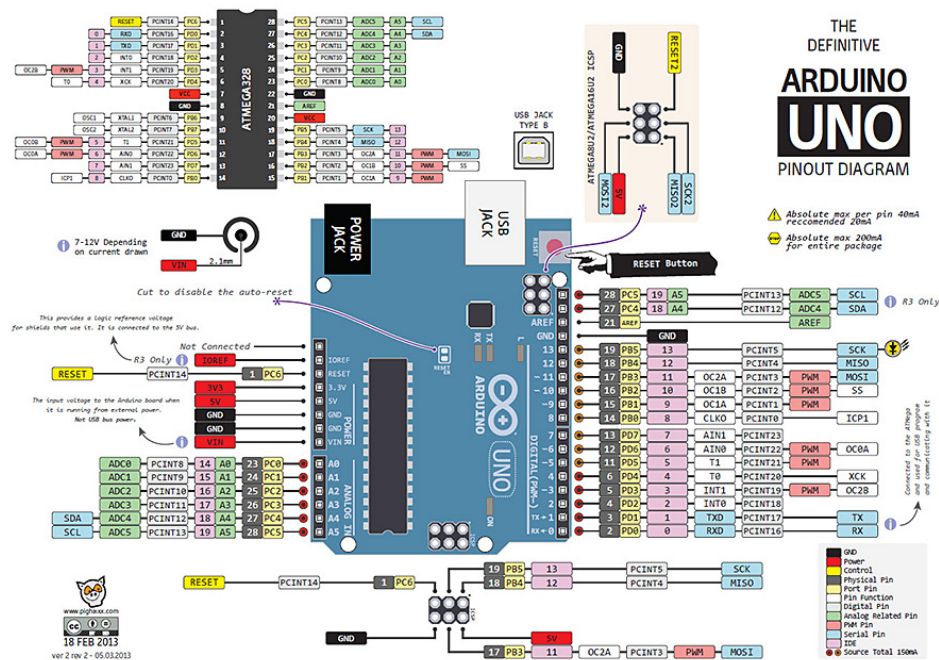 THE
DEFINITIVE
ARDUINO
UNO
PINOUT DIAGRAM
Absolute max per pin 40mA
reccomended 20mA
Absolute max 200mA
for entire package
RESET PCINT14 PC6 1
0 RXD PCINT16 PD0 2
1 TXD PCINT17 PD1 3
2 INT0 PCINT18 PD2 4
OC2B PWM 3 INT1 PCINT19 PD3 5
T0 4 XCK PCINT20 PD4 6
VCC 7
GND 8
OSC1 XTAL1 PCINT6 PB6 9
OSC2 XTAL2 PCINT7 PB7 10
OC0B PWM 5 T1 PCINT21 PD5 11
OC0A PWM 6 AIN0 PCINT22 PD6 12
7 AIN1 PCINT23 PD7 13
ICP1 8 CLKO PCINT0 PB0 14
ATMEGA328
28 PC5 PCINT13 ADC5 A5 SCL
27 PC4 PCINT12 ADC4 A4 SDA
26 PC3 PCINT11 ADC3 A3
25 PC2 PCINT10 ADC2 A2
24 PC1 PCINT9 ADC1 A1
23 PC0 PCINT8 ADC0 A0
22 GND
21 AREF
20 VCC
19 PB5 PCINT5 SCK 13
18 PB4 PCINT4 MISO 12
17 PB3 PCINT3 OC2A 11 PWM MOSI
16 PB2 PCINT2 OC1B 10 PWM SS
15 PB1 PCINT1 OC1A 9 PWM
USB JACK
TYPE B
ATMEGA8U2/ATMEGA16U2 ICSP
GND
RESET2
MOSI2
5V
MISO2
SCK2
7-12V Depending
on current drawn
GND
VIN
2.1mm
POWER
JACK
USB
JACK
RESET
RESET Button
Cut to disable the auto-reset
This provides a logic reference voltage
for shields that use it. It is connected to the 5V bus.
Not Connected
R3 Only IOREF
RESET PCINT14 1 PC6
3V3
5V
GND
GND
VIN
The input voltage to the Arduino board when
it is running from external power.
Not USB bus power.
ADC0 PCINT8 14 A0 23 PC0
ADC1 PCINT9 15 A1 24 PC1
ADC2 PCINT10 16 A2 25 PC2
ADC3 PCINT11 17 A3 26 PC3
SDA ADC4 PCINT12 18 A4 27 PC4
SCL ADC5 PCINT13 19 A5 28 PC5
IOREF
RESET
3.3V
5V
GND
GND
VIN
POWER
A0
A1
A2
A3
A4
A5
ANALOG IN
RX
TX
L
RESET
ARDUINO
UNO
ON
ICSP
AREF
GND
13
12
~11
~10
~9
8
7
~6
~5
4
~3
2
TX→1
RX←0
DIGITAL(PWM~)
28 PC5 19 A5 PCINT13 ADC5 SCL
27 PC4 18 A4 PCINT12 ADC4 SDA
R3 Only
21 AREF AREF
GND
19 PB5 13 PCINT5 SCK
18 PB4 12 PCINT4 MISO
17 PB3 11 OC2A PCINT3 PWM MOSI
16 PB2 10 OC1B PCINT2 PWM SS
15 PB1 9 OC1A PCINT1 PWM
14 PB0 8 CLKO PCINT0 ICP1
13 PD7 7 AIN1 PCINT23
12 PD6 6 AIN0 PCINT22 PWM OC0A
11 PD5 5 T1 PCINT21 PWM
6 PD4 4 T0 PCINT20 XCK
5 PD3 3 INT1 PCINT19 PWM OC2B
4 PD2 2 INT0 PCINT18
3 PD1 1 TXD PCINT17 TX
2 PD0 0 RXD PCINT16 RX
Connected to the ATMega
and used for USB program
and communicating with it
RESET PCINT14 1 PC6
19 PB5 13 PCINT5 SCK
18 PB4 12 PCINT4 MISO
ICSP
GND
5V
17 PB3 11 OC2A PCINT3 PWM MOSI
GND
Power
Control
Physical Pin
Port Pin
Pin Function
Digital Pin
Analog Related Pin
PWM Pin
Serial Pin
IDE
Source Total 150mA
www.pighixxx.com
cc
18 FEB 2013
ver 2 rev 2 - 05.03.2013